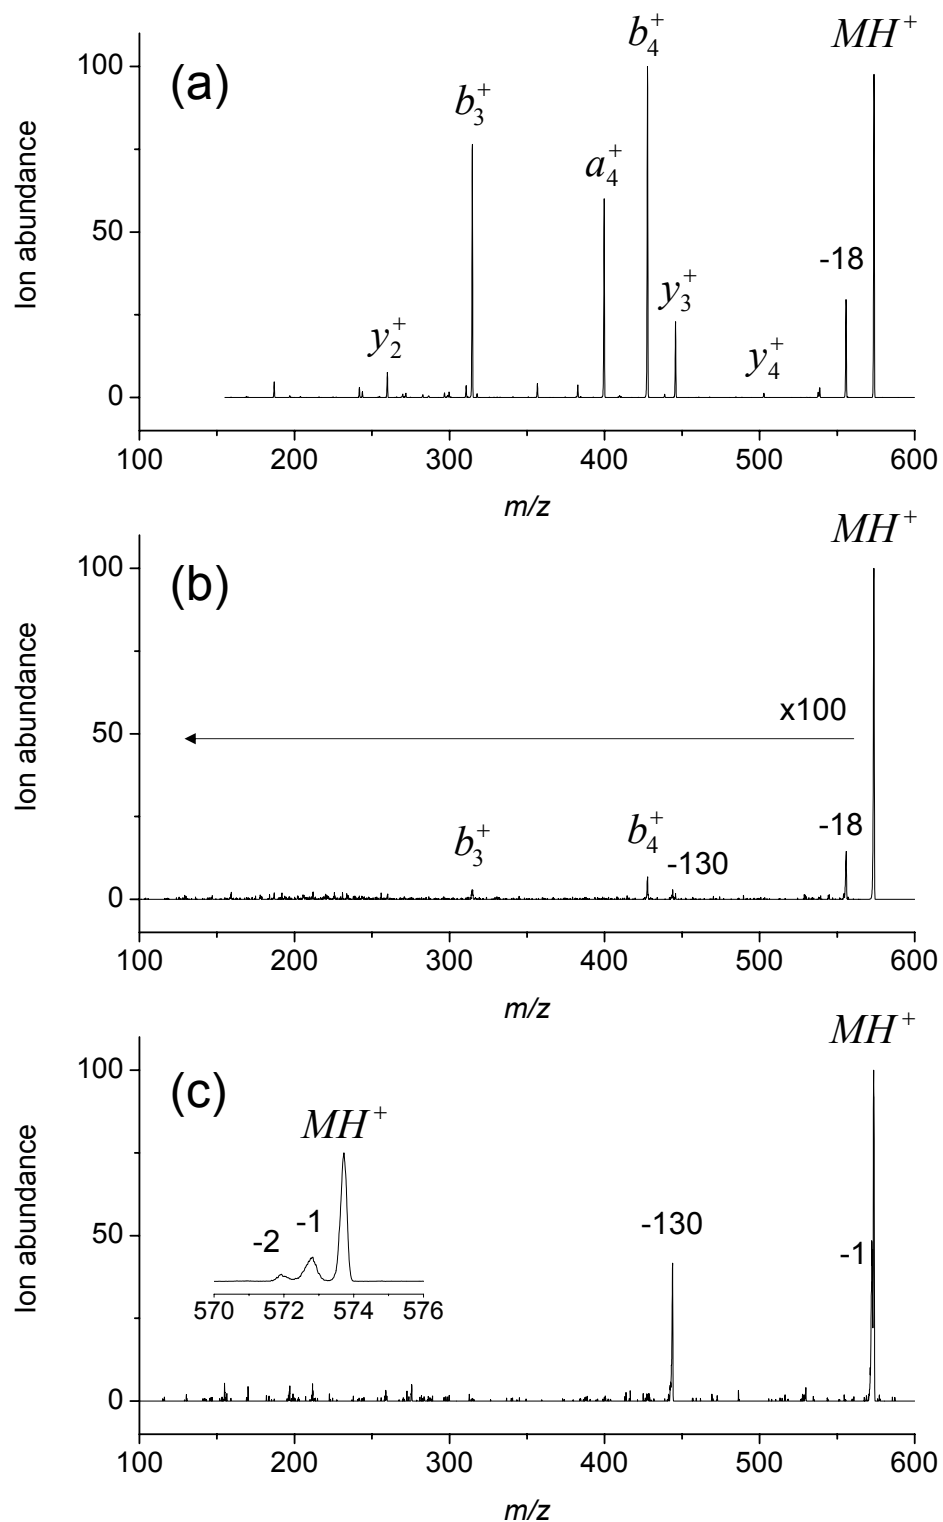 (a)
Ion abundance
100
50
0
y₂⁺
b₃⁺
a₄⁺
b₄⁺
y₃⁺
y₄⁺
-18
MH⁺
100 200 300 400 500 600
m/z
(b)
Ion abundance
100
50
0
x100
b₃⁺
b₄⁺
-130
-18
MH⁺
100 200 300 400 500 600
m/z
(c)
Ion abundance
100
50
0
MH⁺
-2
-1
570 572 574 576
-130
-1
MH⁺
100 200 300 400 500 600
m/z